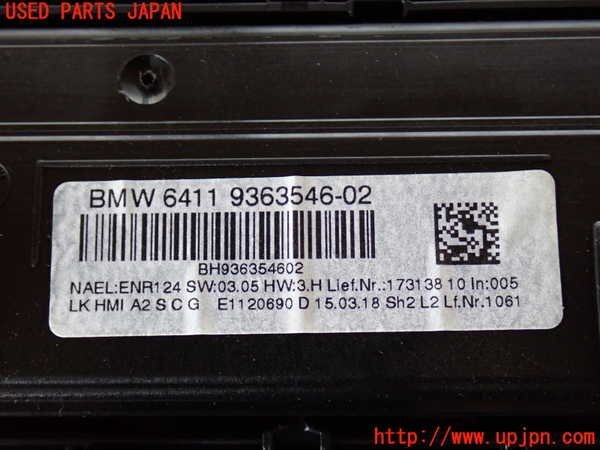 USED PARTS JAPAN
BMW 6411 9363546-02
BH936354602
NAEL:ENR124 SW:03.05 HW:3.H Lief.Nr.:173138 10 In:005
LK HMI A2 S C G E1120690 D 15.03.18 Sh2 L2 Lf.Nr.1061
http://www.upjpn.com/